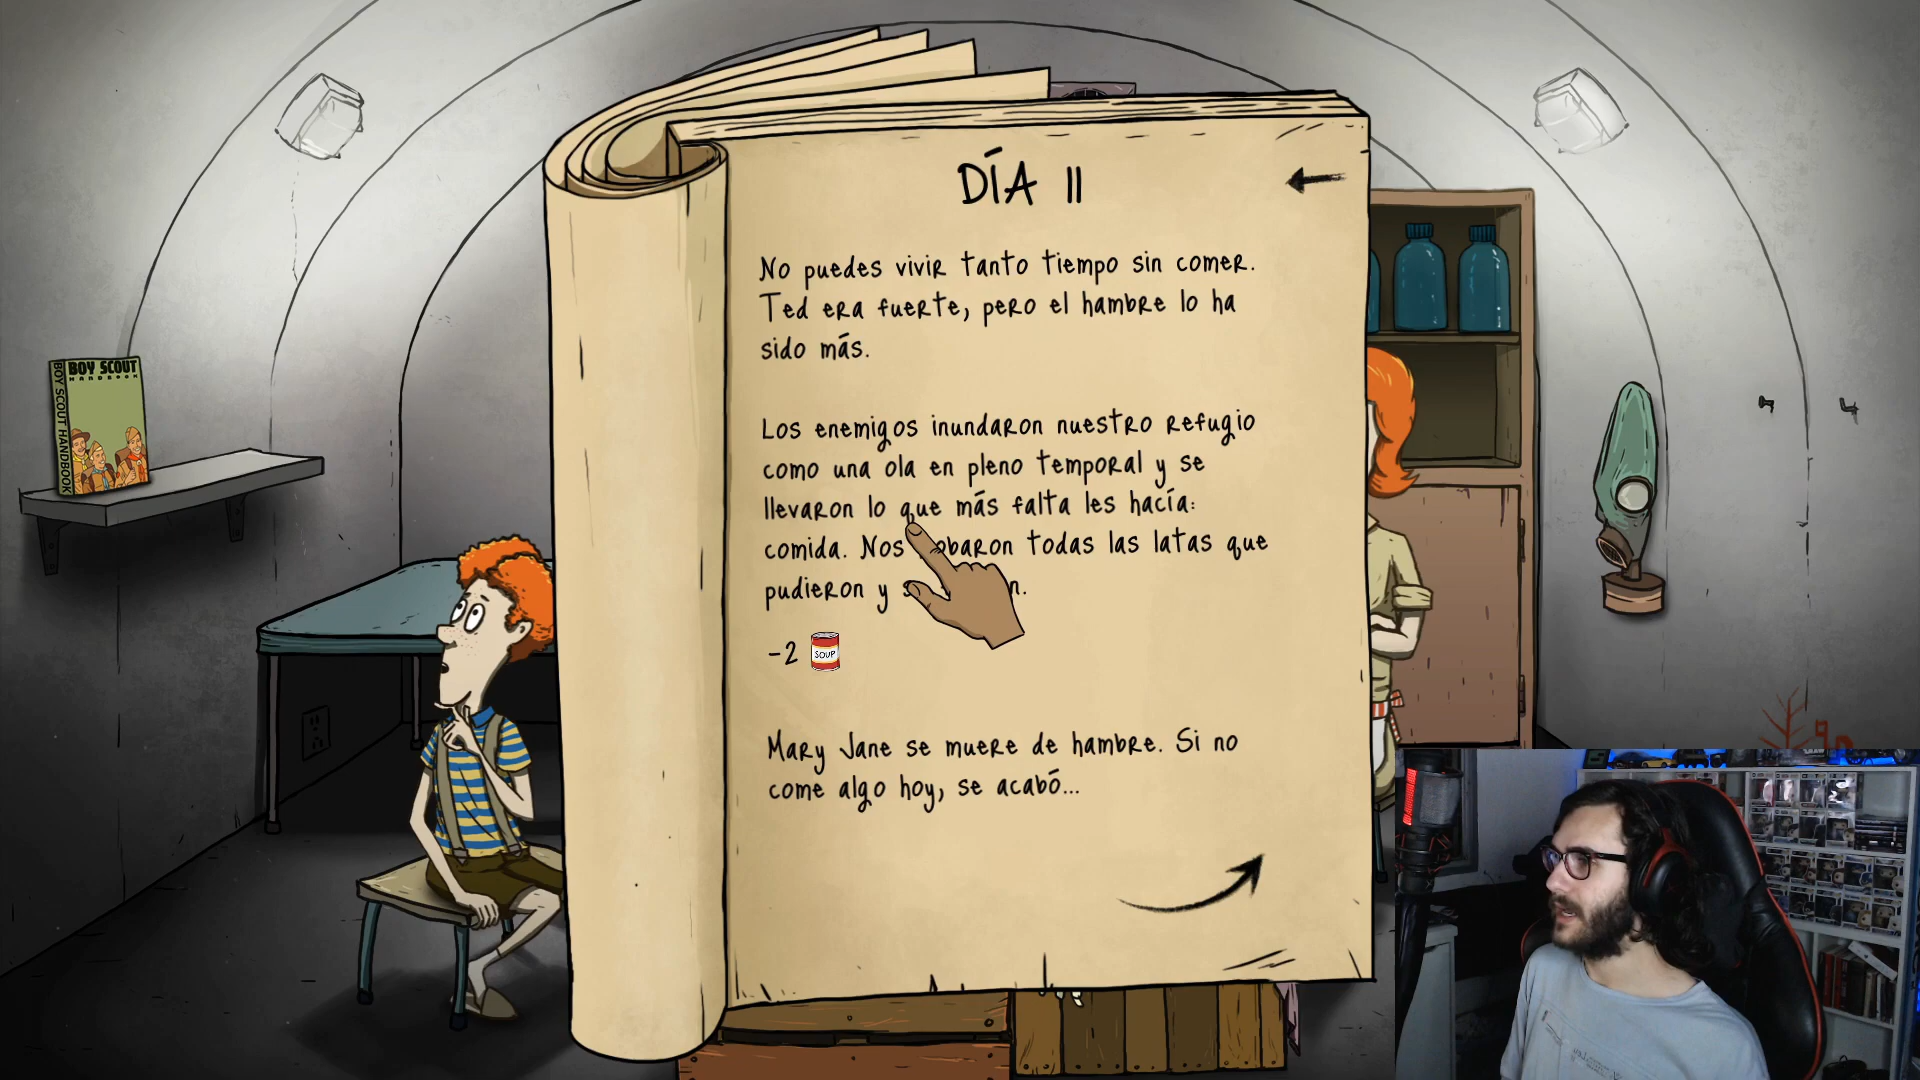 DÍA 11
No puedes vivir tanto tiempo sin comer.
Ted era fuerte, pero el hambre lo ha
sido más.
Los enemigos inundaron nuestro refugio
como una ola en pleno temporal y se
llevaron lo que más falta les hacía:
comida. Nos obaron todas las latas que
pudieron y s n.
-2 SOUP
Mary Jane se muere de hambre. Si no
come algo hoy, se acabó...
BOY SCOUT
HANDBOOK
BOY SCOUT HANDBOOK